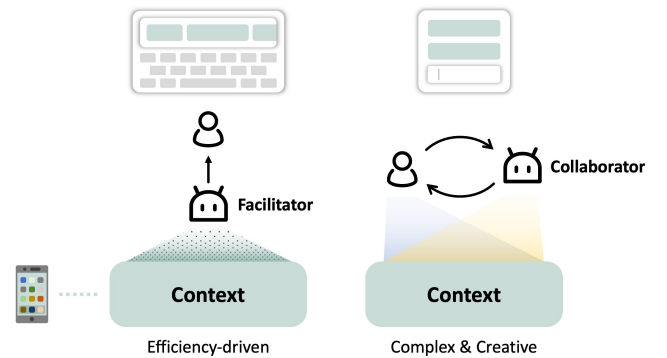 Facilitator
Collaborator
Context
Context
Efficiency-driven
Complex & Creative